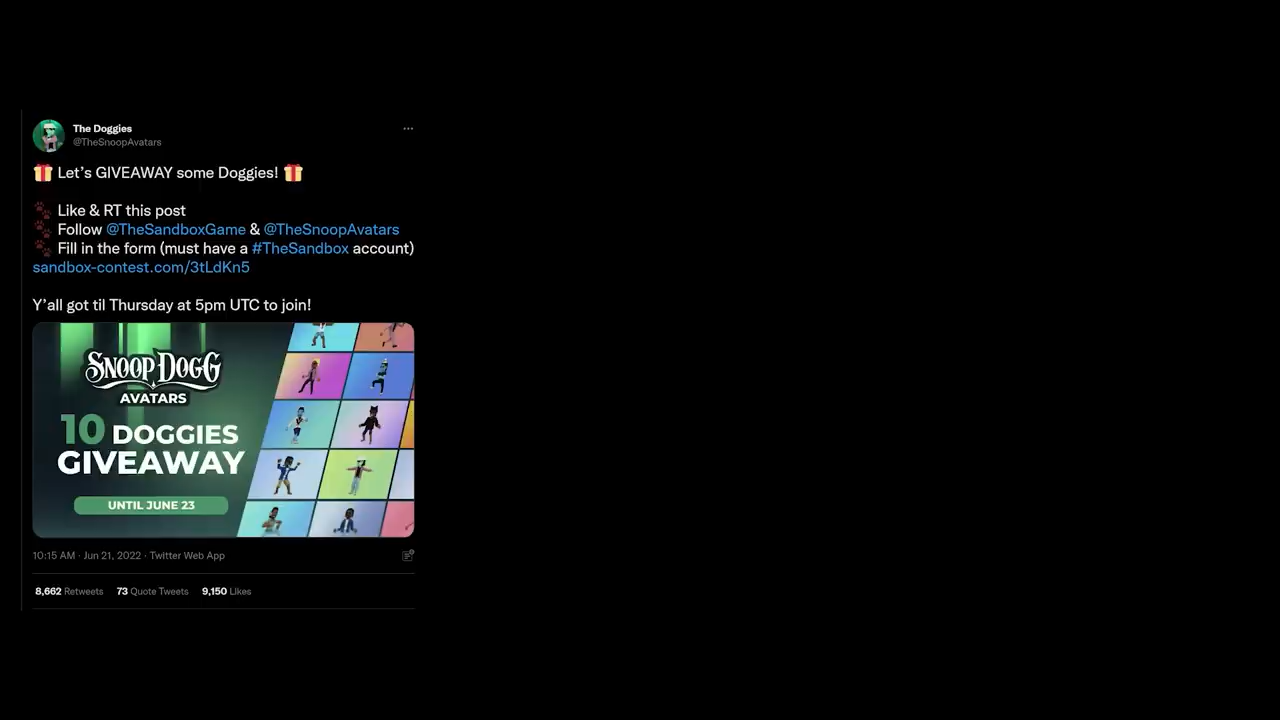 The Doggies
@TheSnoopAvatars
🎁 Let's GIVEAWAY some Doggies! 🎁
🐾 Like & RT this post
🐾 Follow @TheSandboxGame & @TheSnoopAvatars
🐾 Fill in the form (must have a #TheSandbox account)
sandbox-contest.com/3tLdKn5
Y'all got til Thursday at 5pm UTC to join!
SNOOP DOGG
AVATARS
10 DOGGIES
GIVEAWAY
UNTIL JUNE 23
10:15 AM · Jun 21, 2022 · Twitter Web App
8,662 Retweets 73 Quote Tweets 9,150 Likes